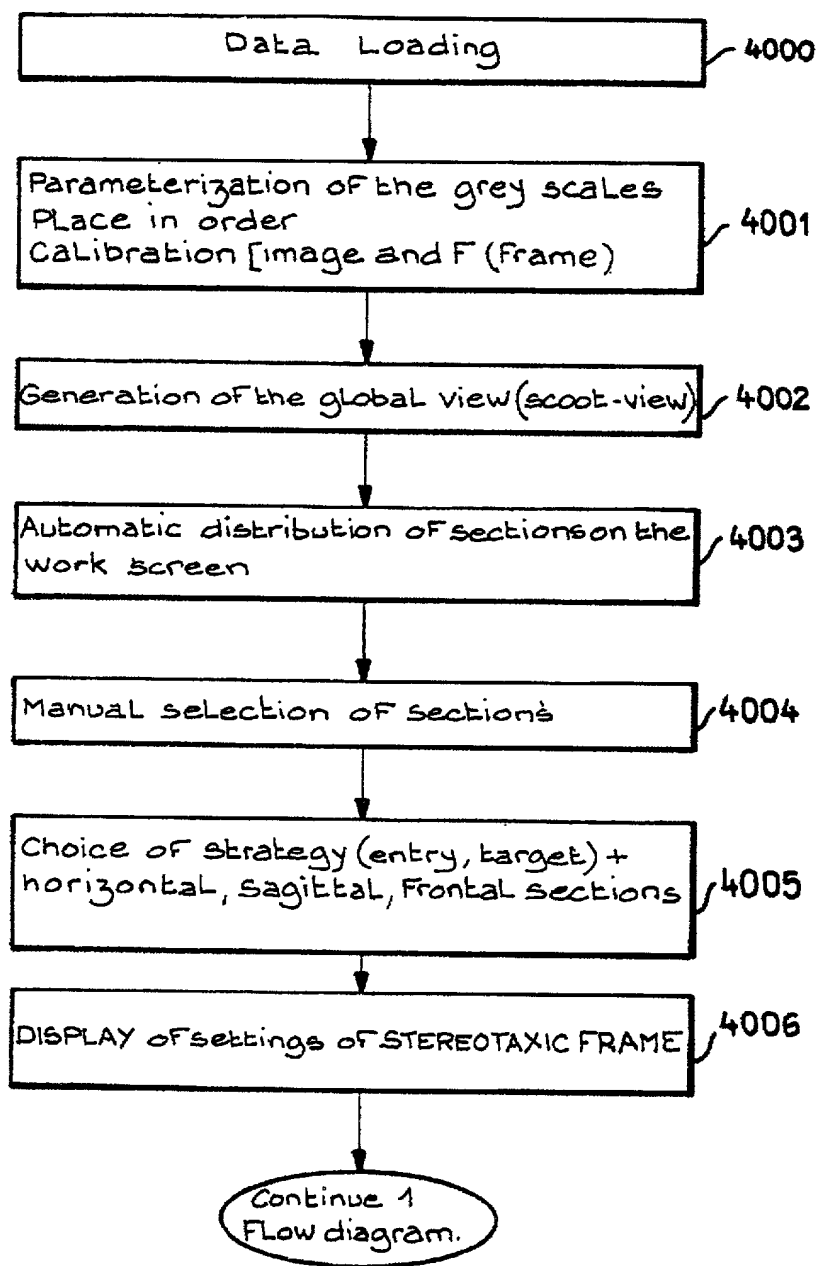 Data Loading
4000
Parameterization of the grey scales
Place in order
Calibration [image and F (Frame)
4001
Generation of the global view (scoot-view)
4002
Automatic distribution of sections on the
work screen
4003
Manual selection of sections
4004
Choice of strategy (entry, target) +
horizontal, sagittal, Frontal sections
4005
DISPLAY of settings of STEREOTAXIC FRAME
4006
Continue 1
Flow diagram.